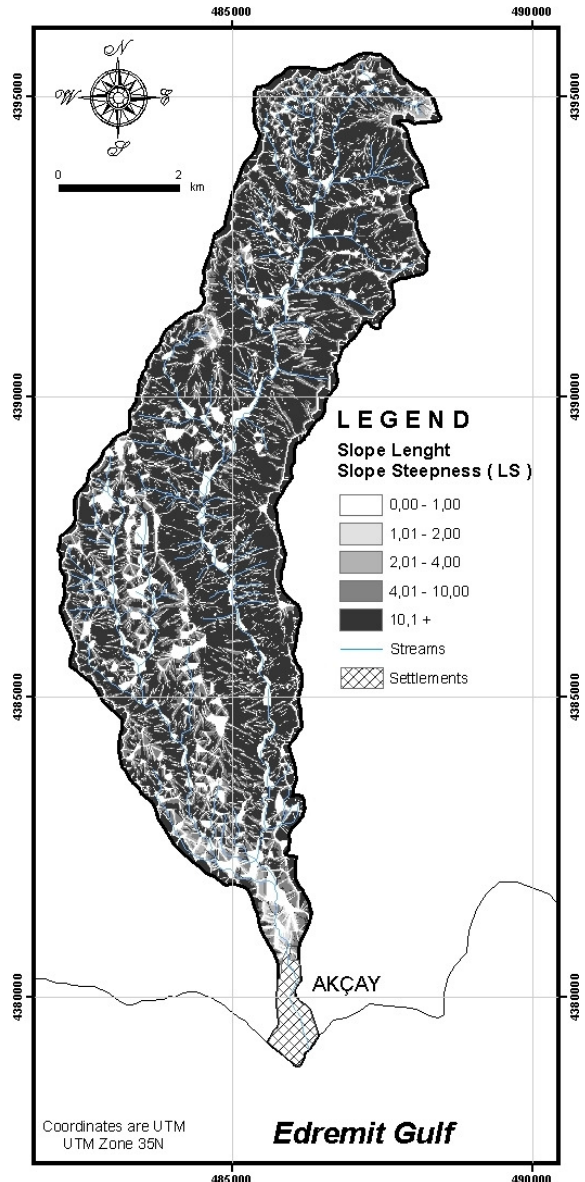 485000 490000
N
W E
S
0 2
km
4395000 4395000
4390000 4390000
L E G E N D
Slope Lenght
Slope Steepness ( LS )
0,00 - 1,00
1,01 - 2,00
2,01 - 4,00
4,01 - 10,00
10,1 +
Streams
Settlements
4385000 4385000
AKÇAY
4380000 4380000
Coordinates are UTM
UTM Zone 35N
Edremit Gulf
485000 490000